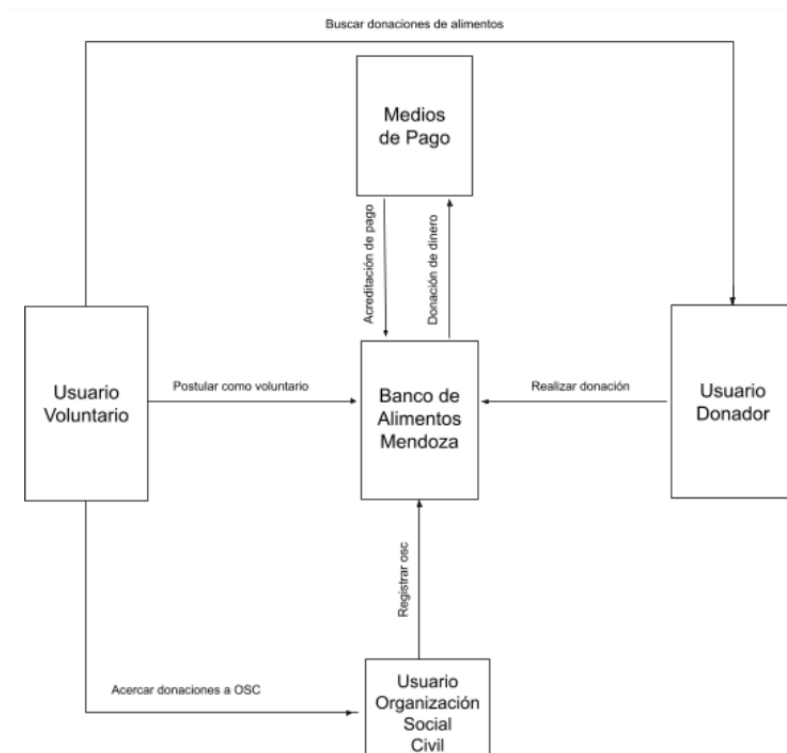 Buscar donaciones de alimentos
Medios
de Pago
Acreditación de pago
Donación de dinero
Usuario
Voluntario
Postular como voluntario
Banco de
Alimentos
Mendoza
Realizar donación
Usuario
Donador
Registrar osc
Acercar donaciones a OSC
Usuario
Organización
Social
Civil